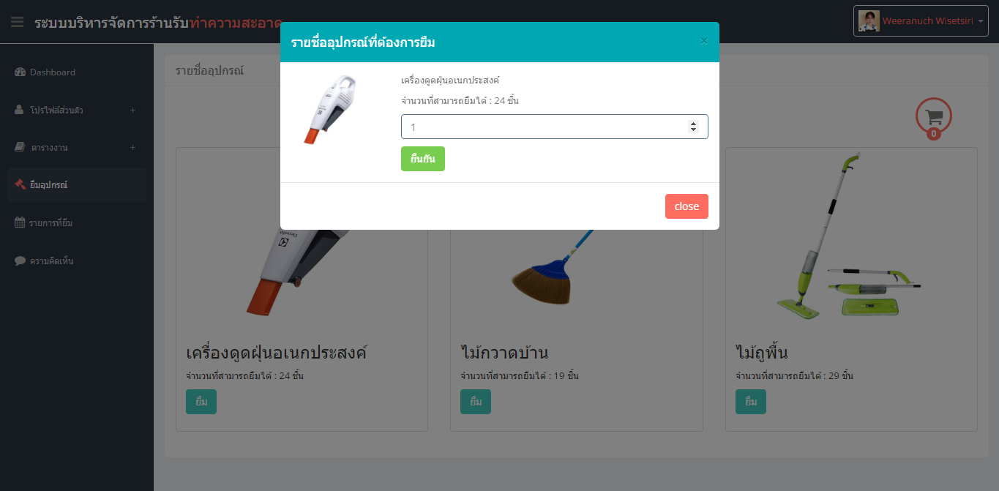 ระบบบริหารจัดการร้านรับทำความสะอาด
Weeranuch Wisetsiri
รายชื่ออุปกรณ์ที่ต้องการยืม
×
Dashboard
โปรไฟล์ส่วนตัว +
ตารางงาน +
ยืมอุปกรณ์
รายการที่ยืม
ความคิดเห็น
รายชื่ออุปกรณ์
เครื่องดูดฝุ่นอเนกประสงค์
จำนวนที่สามารถยืมได้ : 24 ชิ้น
1
ยืนยัน
close
0
เครื่องดูดฝุ่นอเนกประสงค์
จำนวนที่สามารถยืมได้ : 24 ชิ้น
ยืม
ไม้กวาดบ้าน
จำนวนที่สามารถยืมได้ : 19 ชิ้น
ยืม
ไม้ถูพื้น
จำนวนที่สามารถยืมได้ : 29 ชิ้น
ยืม